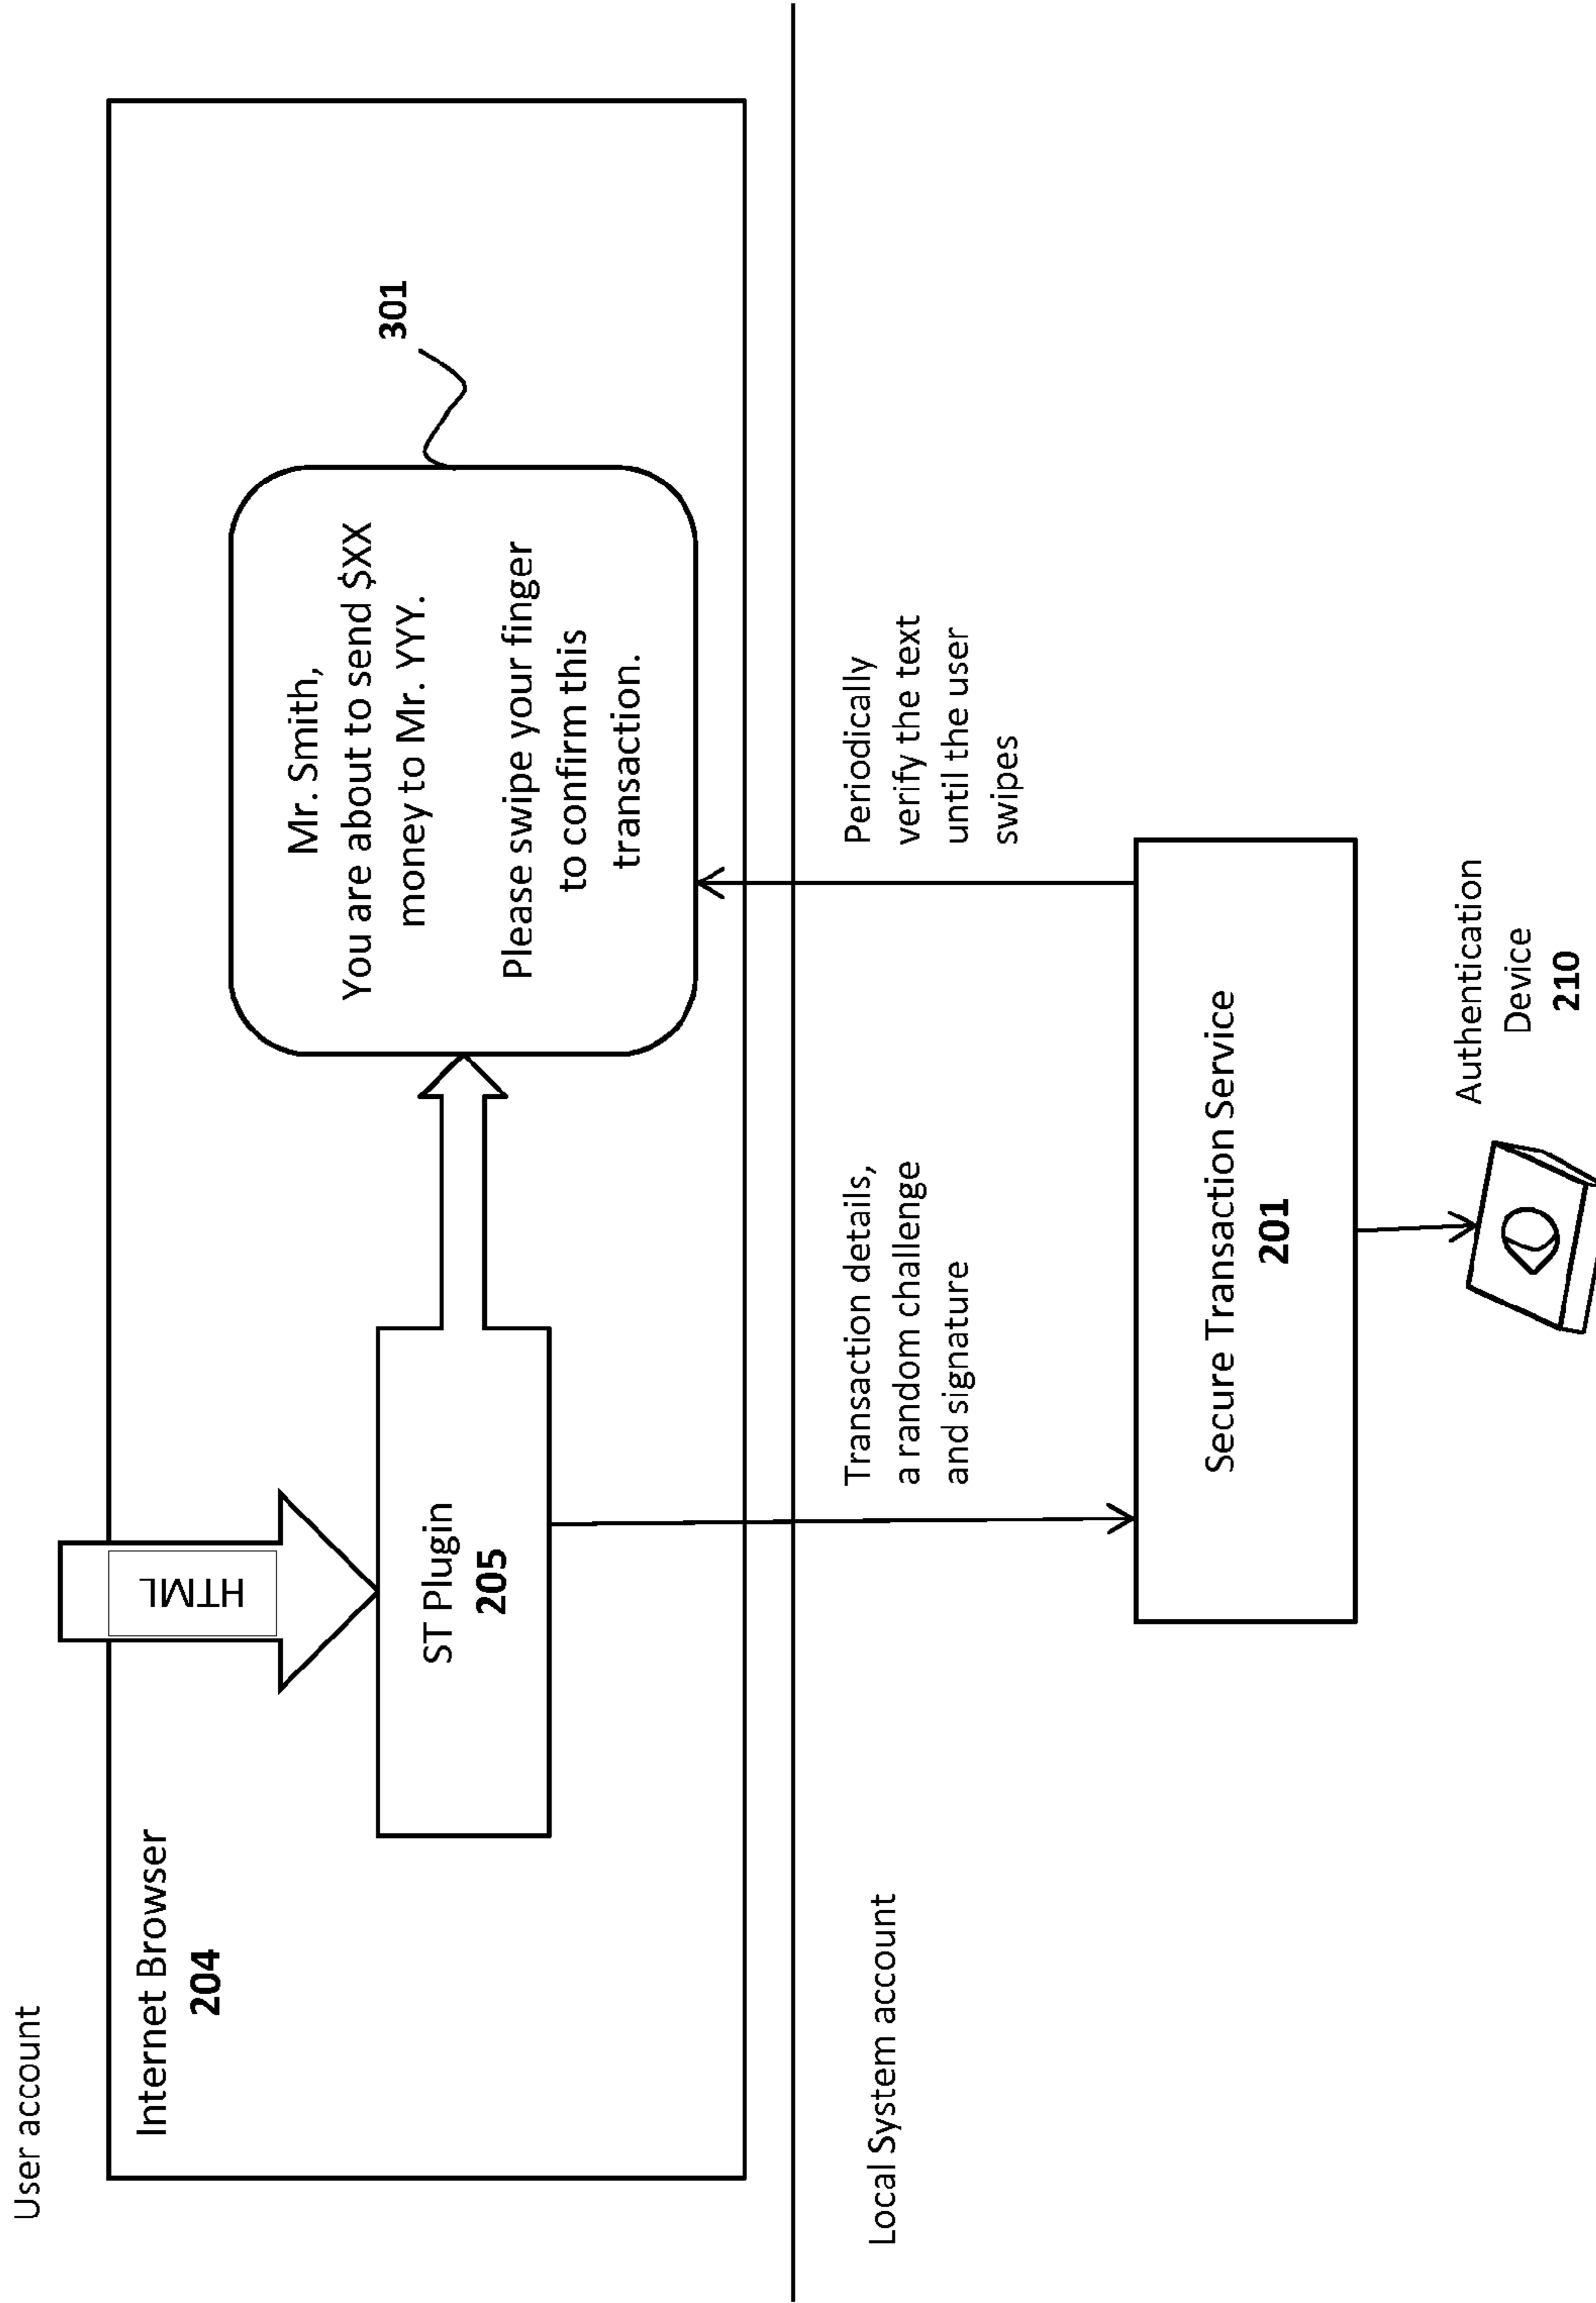 User account
Internet Browser
204
HTML
ST Plugin
205
Mr. Smith,
You are about to send $XX
money to Mr. YYY.
Please swipe your finger
to confirm this
transaction.
301
Local System account
Transaction details,
a random challenge
and signature
Periodically
verify the text
until the user
swipes
Secure Transaction Service
201
Authentication
Device
210